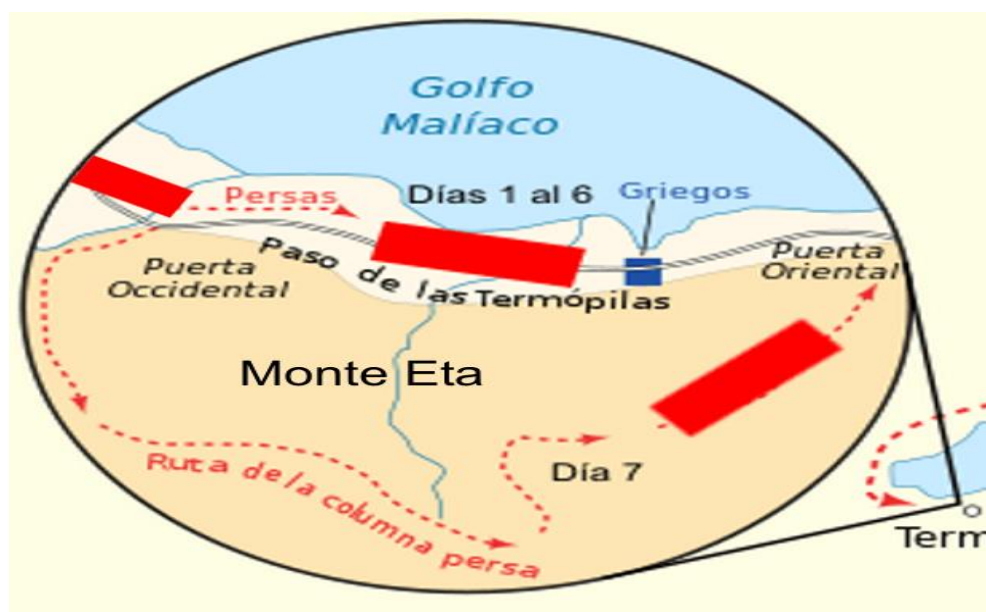 Golfo
Malíaco
Días 1 al 6
Griegos
Persas
Puerta
Occidental
Paso de las Termópilas
Puerta
Oriental
Monte Eta
Día 7
Ruta de la columna persa
Term